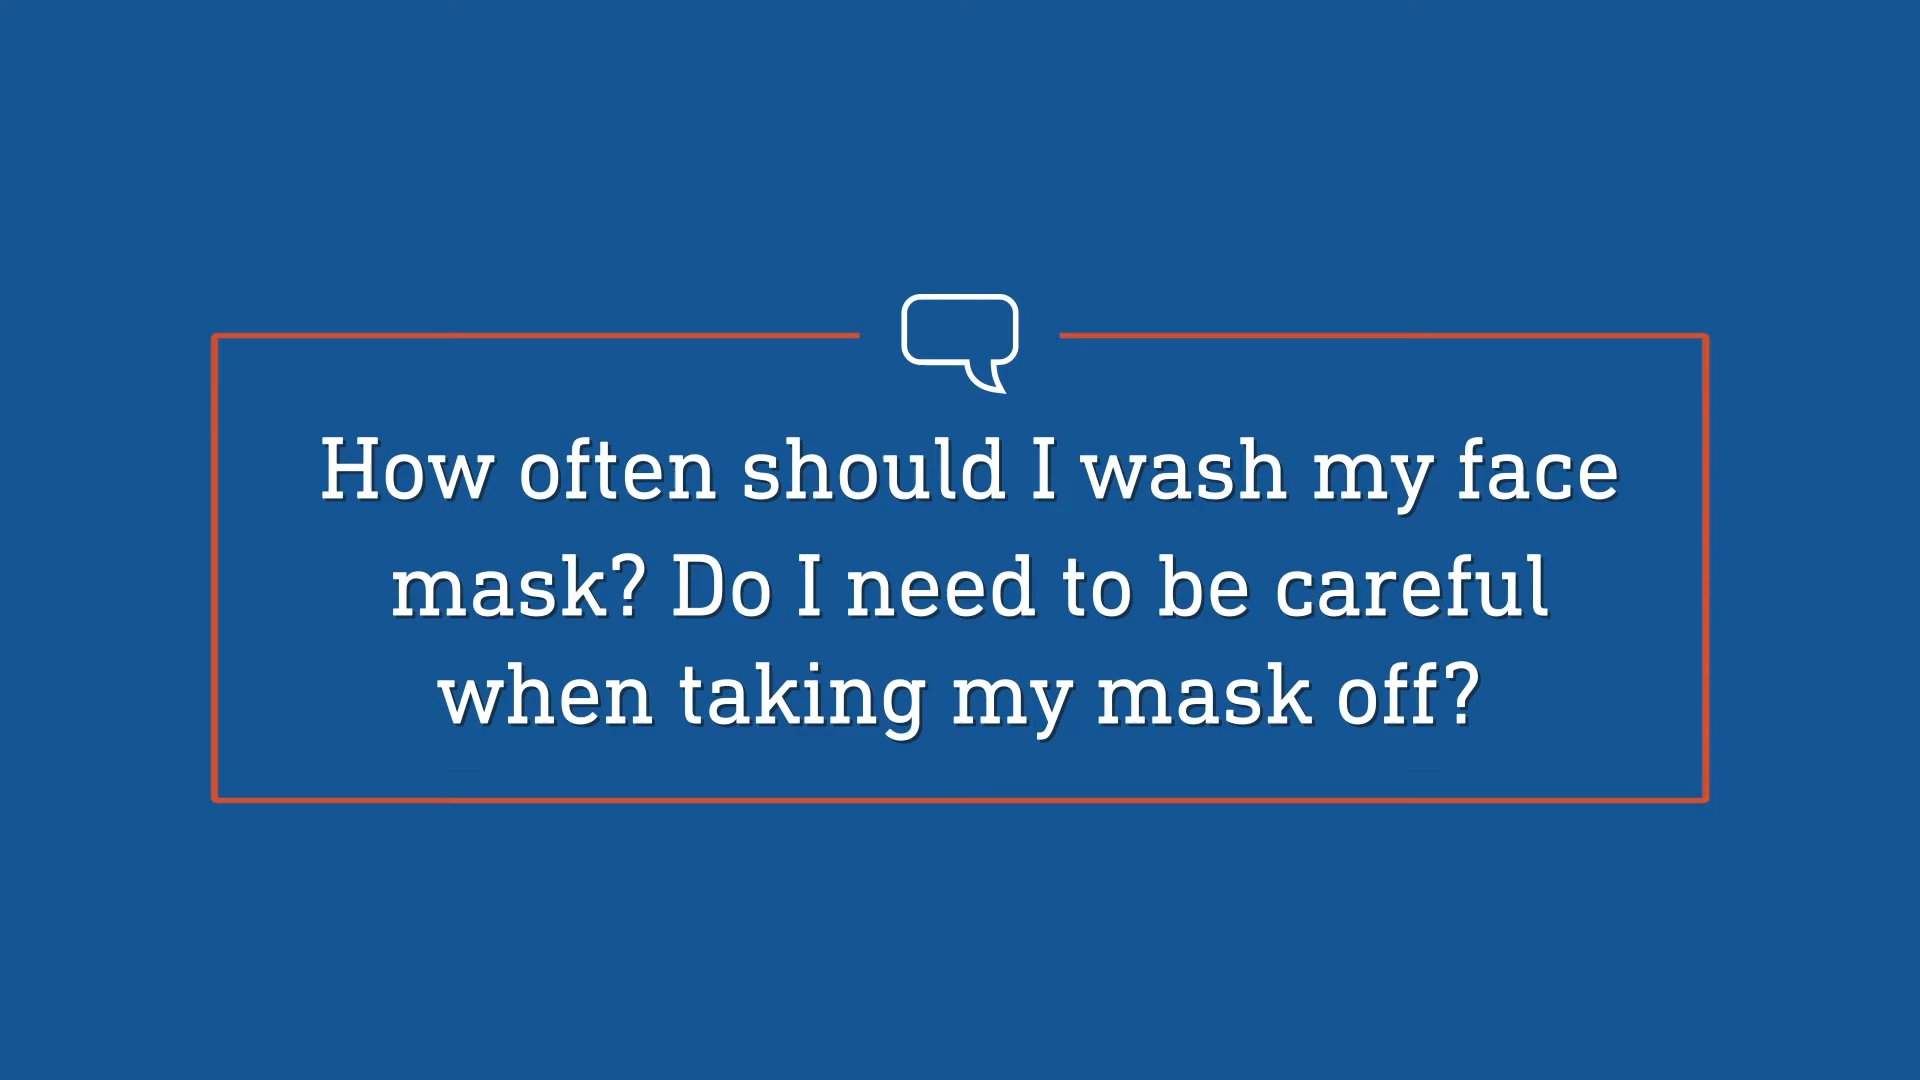 How often should I wash my face
mask? Do I need to be careful
when taking my mask off?